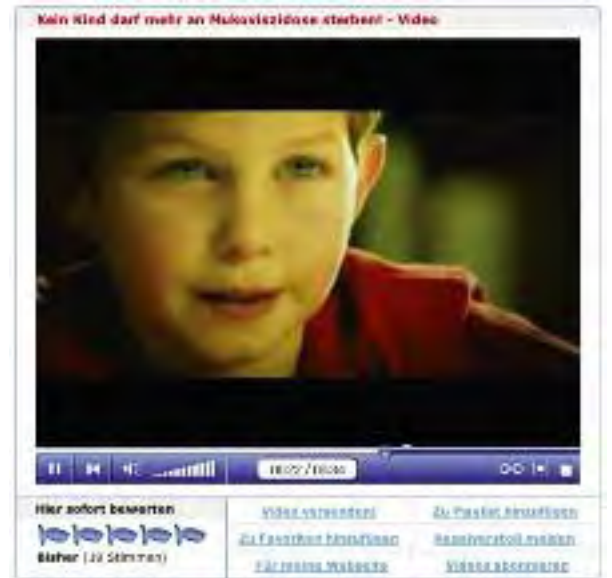 Kein Kind darf mehr an Mukoviszidose sterben! - Video
Hier sofort bewerten
Video versenden! Zu Playlist hinzufügen
Zu Favoriten hinzufügen Regelverstoß melden
Für meine Webseite Videos abonnieren
Bisher (39 Stimmen)